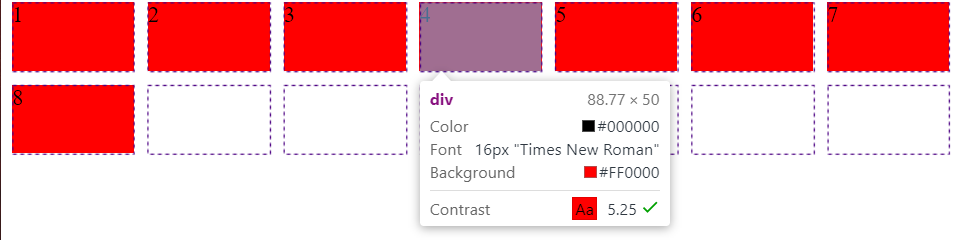 1 2 3 4 5 6 7
8
div 88.77 × 50
Color #000000
Font 16px "Times New Roman"
Background #FF0000
Contrast Aa 5.25